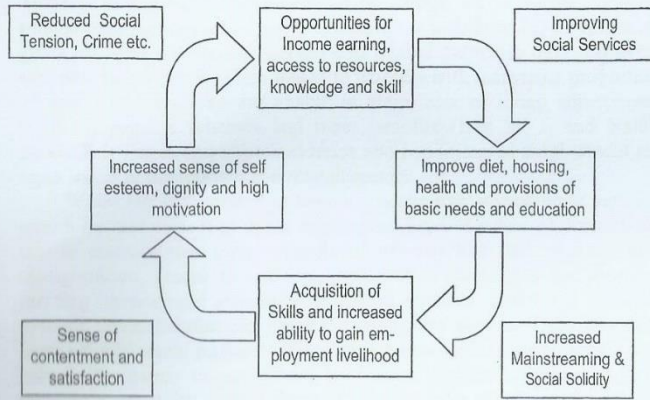 Reduced Social
Tension, Crime etc.
Opportunities for
Income earning,
access to resources,
knowledge and skill
Improving
Social Services
Increased sense of self
esteem, dignity and high
motivation
Improve diet, housing,
health and provisions of
basic needs and education
Acquisition of
Skills and increased
ability to gain em-
ployment livelihood
Sense of
contentment and
satisfaction
Increased
Mainstreaming &
Social Solidity